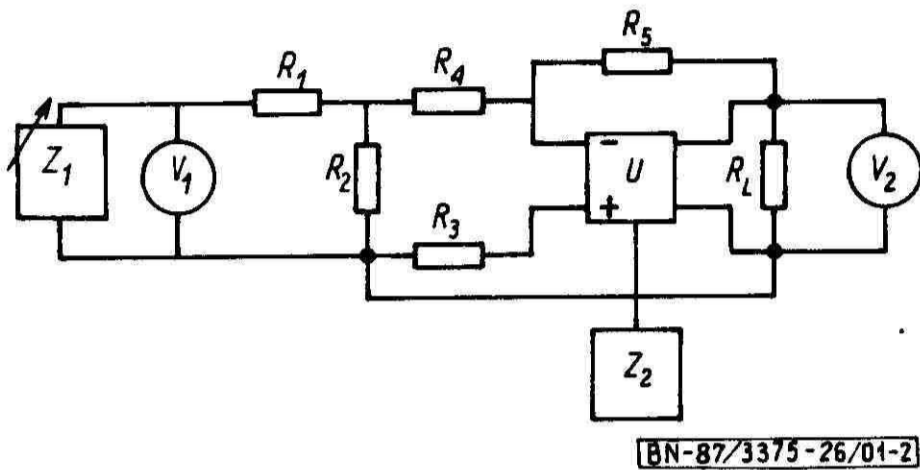 R5
R1
R4
Z1
V1
R2
-
U
RL
V2
+
R3
Z2
BN-87/3375-26/01-2